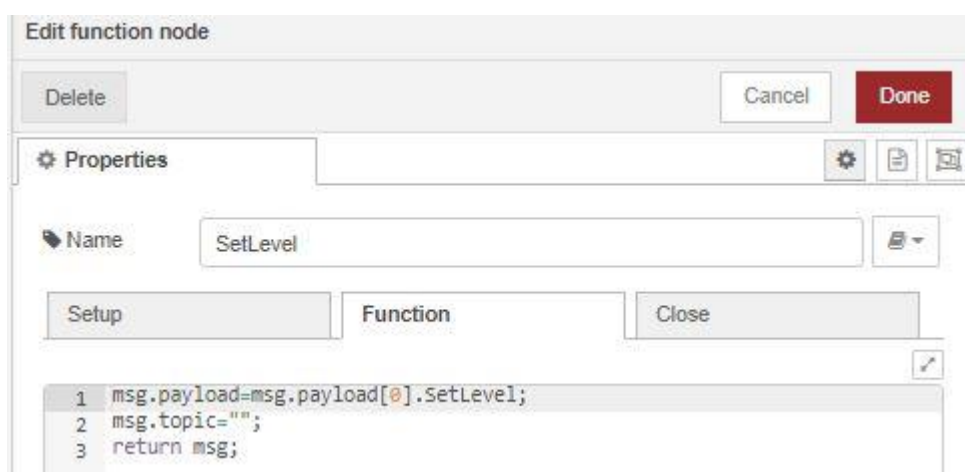 Edit function node
Delete Cancel Done
Properties
Name SetLevel
Setup Function Close
1 msg.payload=msg.payload[0].SetLevel;
2 msg.topic="";
3 return msg;